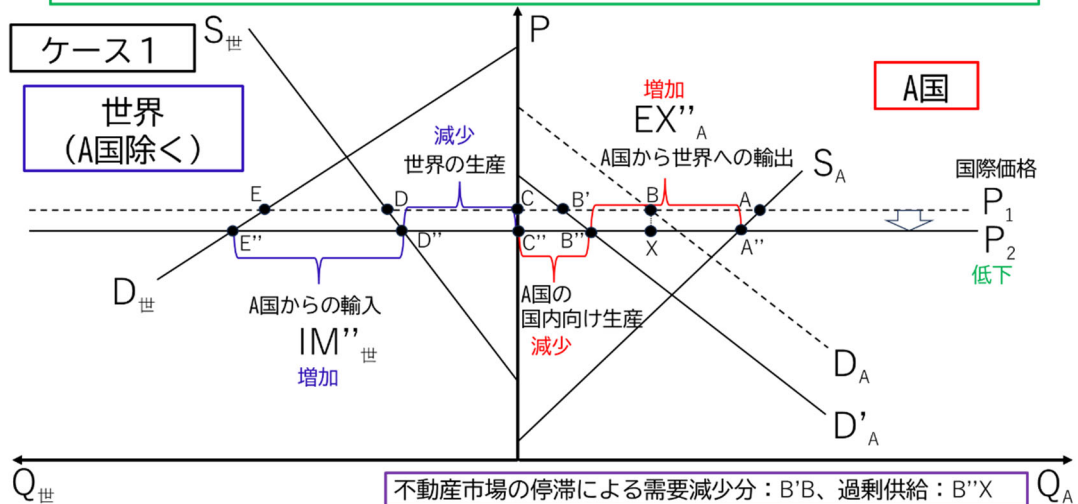 ケース1
S世
P
世界
（A国除く）
A国
増加
EX’’A
A国から世界への輸出
減少
世界の生産
SA
国際価格
E
D
C
B'
B
A
P1
E’’
D’’
C’’
B’’
X
A’’
P2
低下
D世
A国からの輸入
IM’’世
増加
A国の
国内向け生産
減少
DA
D’A
Q世
不動産市場の停滞による需要減少分：B’B、過剰供給：B’’X
QA